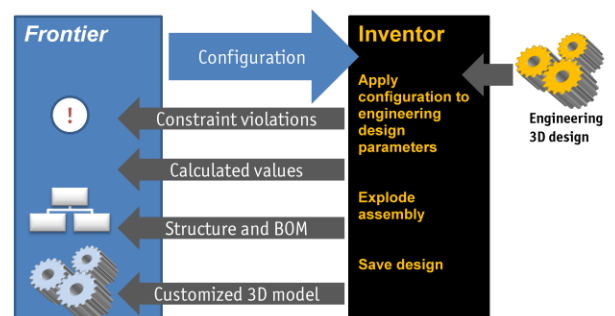 Frontier
!
Configuration
Constraint violations
Calculated values
Structure and BOM
Customized 3D model
Inventor
Apply
configuration to
engineering
design
parameters
Explode
assembly
Save design
Engineering
3D design